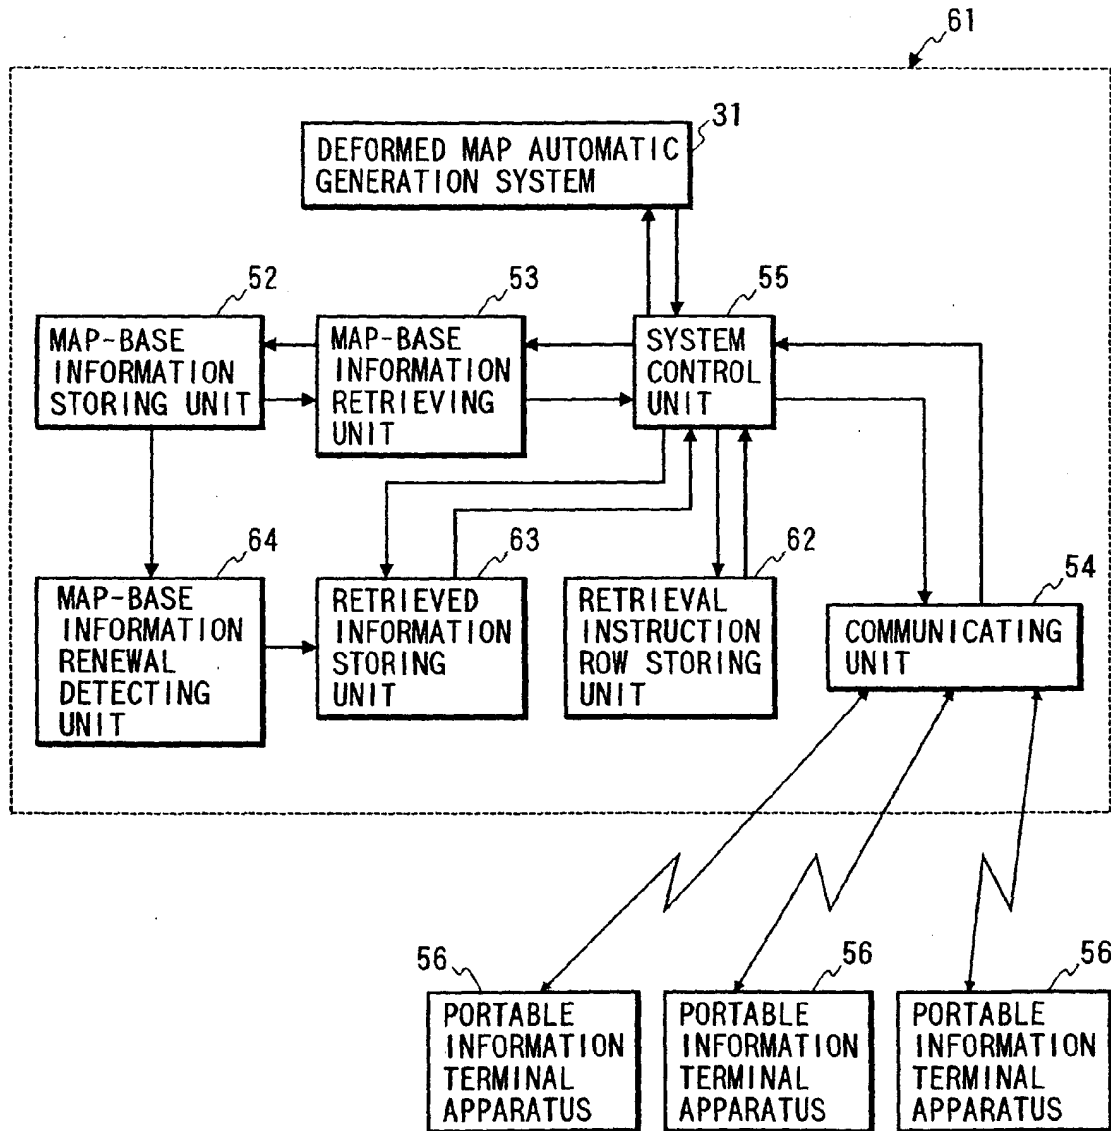 61
31
DEFORMED MAP AUTOMATIC
GENERATION SYSTEM
52
MAP-BASE
INFORMATION
STORING UNIT
53
MAP-BASE
INFORMATION
RETRIEVING
UNIT
55
SYSTEM
CONTROL
UNIT
64
MAP-BASE
INFORMATION
RENEWAL
DETECTING
UNIT
63
RETRIEVED
INFORMATION
STORING
UNIT
62
RETRIEVAL
INSTRUCTION
ROW STORING
UNIT
54
COMMUNICATING
UNIT
56
PORTABLE
INFORMATION
TERMINAL
APPARATUS
56
PORTABLE
INFORMATION
TERMINAL
APPARATUS
56
PORTABLE
INFORMATION
TERMINAL
APPARATUS